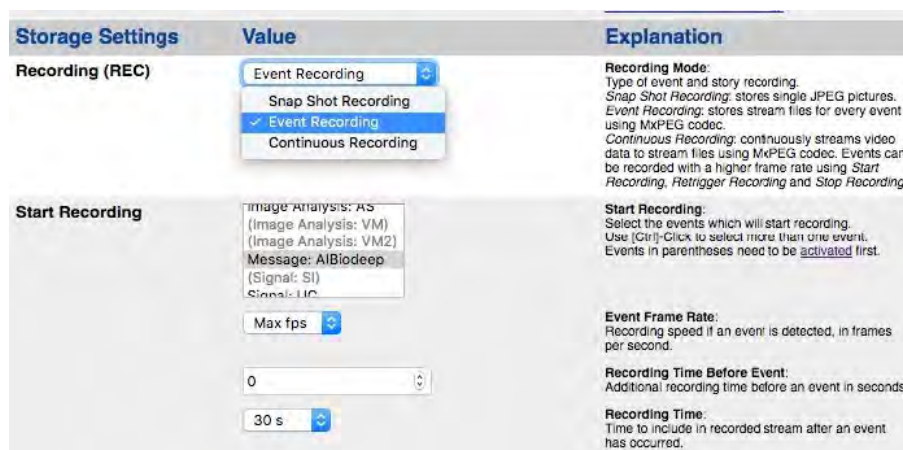 Storage Settings Value Explanation
Recording (REC)
Event Recording
Snap Shot Recording
✓ Event Recording
Continuous Recording
Recording Mode:
Type of event and story recording.
Snap Shot Recording: stores single JPEG pictures.
Event Recording: stores stream files for every event
using MxPEG codec.
Continuous Recording: continuously streams video
data to stream files using MxPEG codec. Events can
be recorded with a higher frame rate using Start
Recording, Retrigger Recording and Stop Recording
Start Recording
Image Analysis: AS
(Image Analysis: VM)
(Image Analysis: VM2)
Message: AIBiodeep
(Signal: SI)
Signal: UC
Start Recording:
Select the events which will start recording.
Use [Ctrl]-Click to select more than one event.
Events in parentheses need to be activated first.
Max fps
Event Frame Rate:
Recording speed if an event is detected, in frames
per second.
0
Recording Time Before Event:
Additional recording time before an event in seconds
30 s
Recording Time:
Time to include in recorded stream after an event
has occurred.